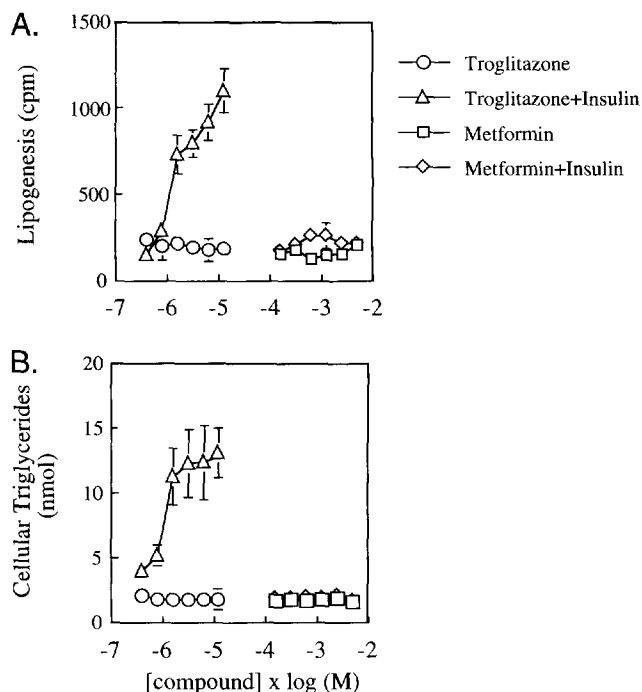 A.
1500
1000
500
0
Lipogenesis (cpm)
-7 -6 -5 -4 -3 -2
Troglitazone
Troglitazone+Insulin
Metformin
Metformin+Insulin
B.
20
15
10
5
0
Cellular Triglycerides
(nmol)
-7 -6 -5 -4 -3 -2
[compound] x log (M)